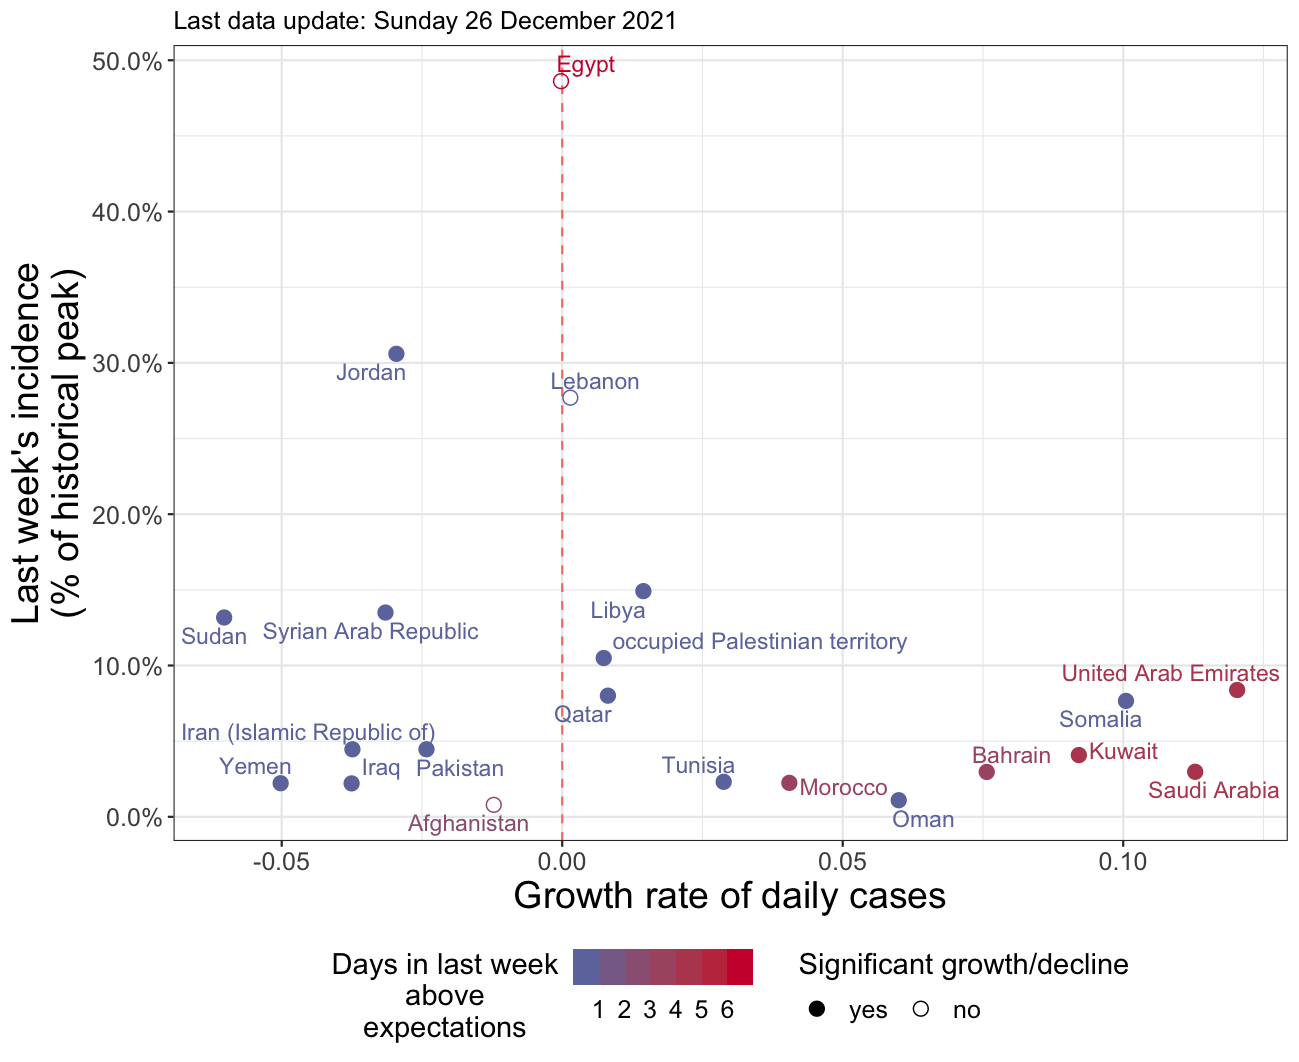 Last data update: Sunday 26 December 2021
Last week's incidence
(% of historical peak)
50.0%
40.0%
30.0%
20.0%
10.0%
0.0%
Egypt
Jordan
Lebanon
Libya
Sudan
Syrian Arab Republic
occupied Palestinian territory
United Arab Emirates
Qatar
Somalia
Iran (Islamic Republic of)
Yemen
Iraq
Pakistan
Tunisia
Bahrain
Kuwait
Morocco
Saudi Arabia
Afghanistan
Oman
-0.05
0.00
0.05
0.10
Growth rate of daily cases
Days in last week
above
expectations
1 2 3 4 5 6
Significant growth/decline
yes
no